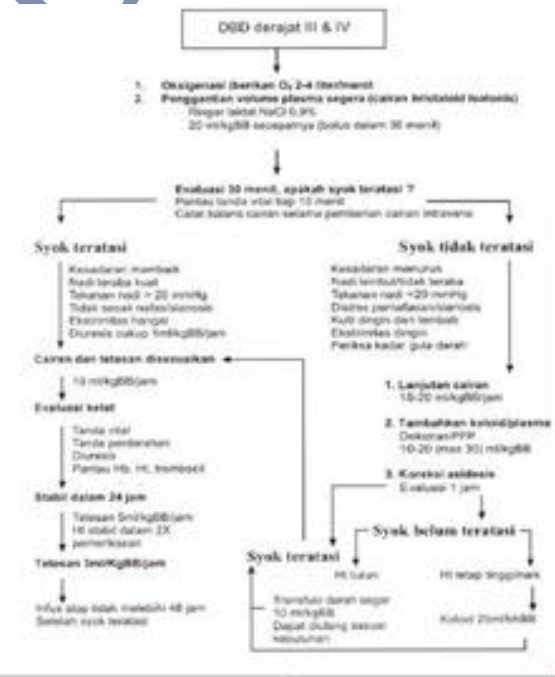 DBD derajat III & IV
1. Oksigenasi (berikan O₂ 2-4 liter/menit
2. Penggantian volume plasma segera (cairan kristaloid isotonis)
Ringer laktat NaCl 0,9%
20 ml/kgBB secepatnya (bolus dalam 30 menit)
Evaluasi 30 menit, apakah syok teratasi ?
Pantau tanda vital tiap 10 menit
Catat balans cairan selama pemberian cairan intravena
Syok teratasi
Kesadaran membaik
Nadi teraba kuat
Tekanan nadi > 20 mmHg
Tidak sesak nafas/sianosis
Ekstrimitas hangat
Diuresis cukup 1ml/kgBB/jam
Cairan dan tetesan disesuaikan
10 ml/kgBB/jam
Evaluasi ketat
Tanda vital
Tanda perdarahan
Diuresis
Pantau Hb, Ht, trombosit
Stabil dalam 24 jam
Tetesan 5ml/kgBB/jam
Ht stabil dalam 2X
pemeriksaan
Tetesan 3ml/KgBB/jam
Infus stop tidak melebihi 48 jam
Setelah syok teratasi
Syok tidak teratasi
Kesadaran menurun
Nadi lembut/tidak teraba
Tekanan nadi <20 mmHg
Distres pernafasan/sianosis
Kulit dingin dan lembab
Ekstrimitas dingin
Periksa kadar gula darah
1. Lanjutan cairan
ml/kgBB/jam
2. Tambahkan koloid/plasma
Dekstran/FFP
10-20 (max 30) ml/kgBB
3. Koreksi asidosis
Evaluasi 1 jam
Syok belum teratasi
Syok teratasi
Ht turun
Ht tetap tinggi/naik
Transfusi darah segar
10 ml/kgBB
Dapat diulang sesuai
kebutuhan
Koloid